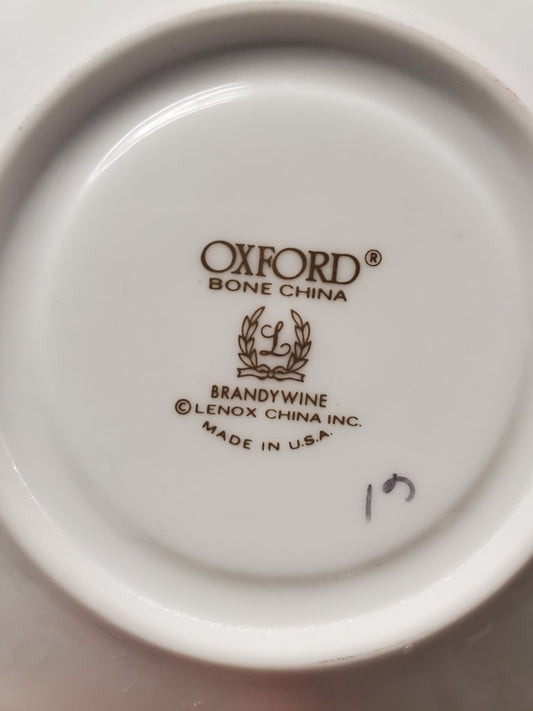 OXFORD®
BONE CHINA
L
BRANDYWINE
© LENOX CHINA INC.
MADE IN U.S.A.